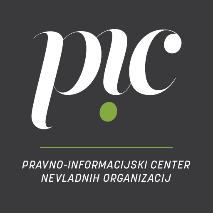 pic
PRAVNO-INFORMACIJSKI CENTER
NEVLADNIH ORGANIZACIJ